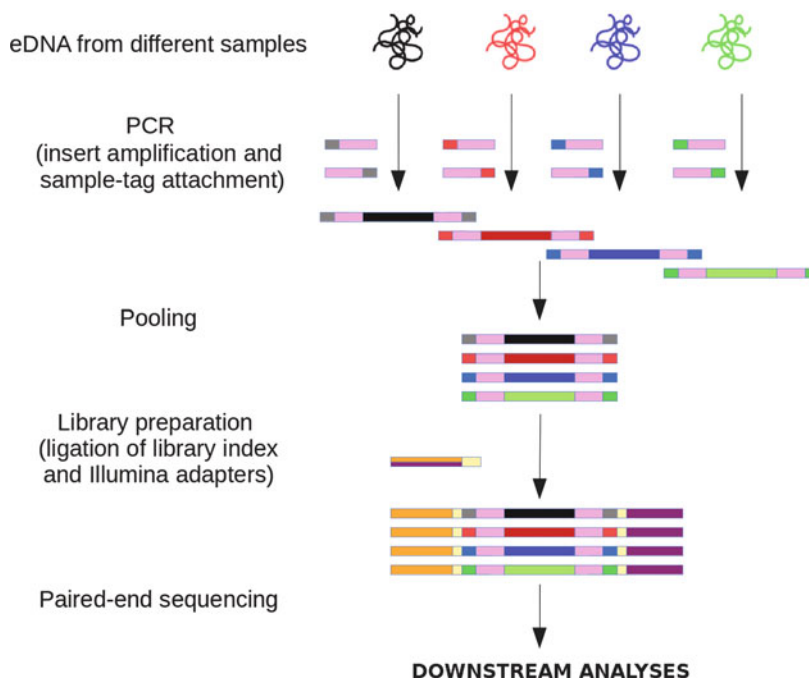 eDNA from different samples
PCR
(insert amplification and
sample-tag attachment)
Pooling
Library preparation
(ligation of library index
and Illumina adapters)
Paired-end sequencing
DOWNSTREAM ANALYSES